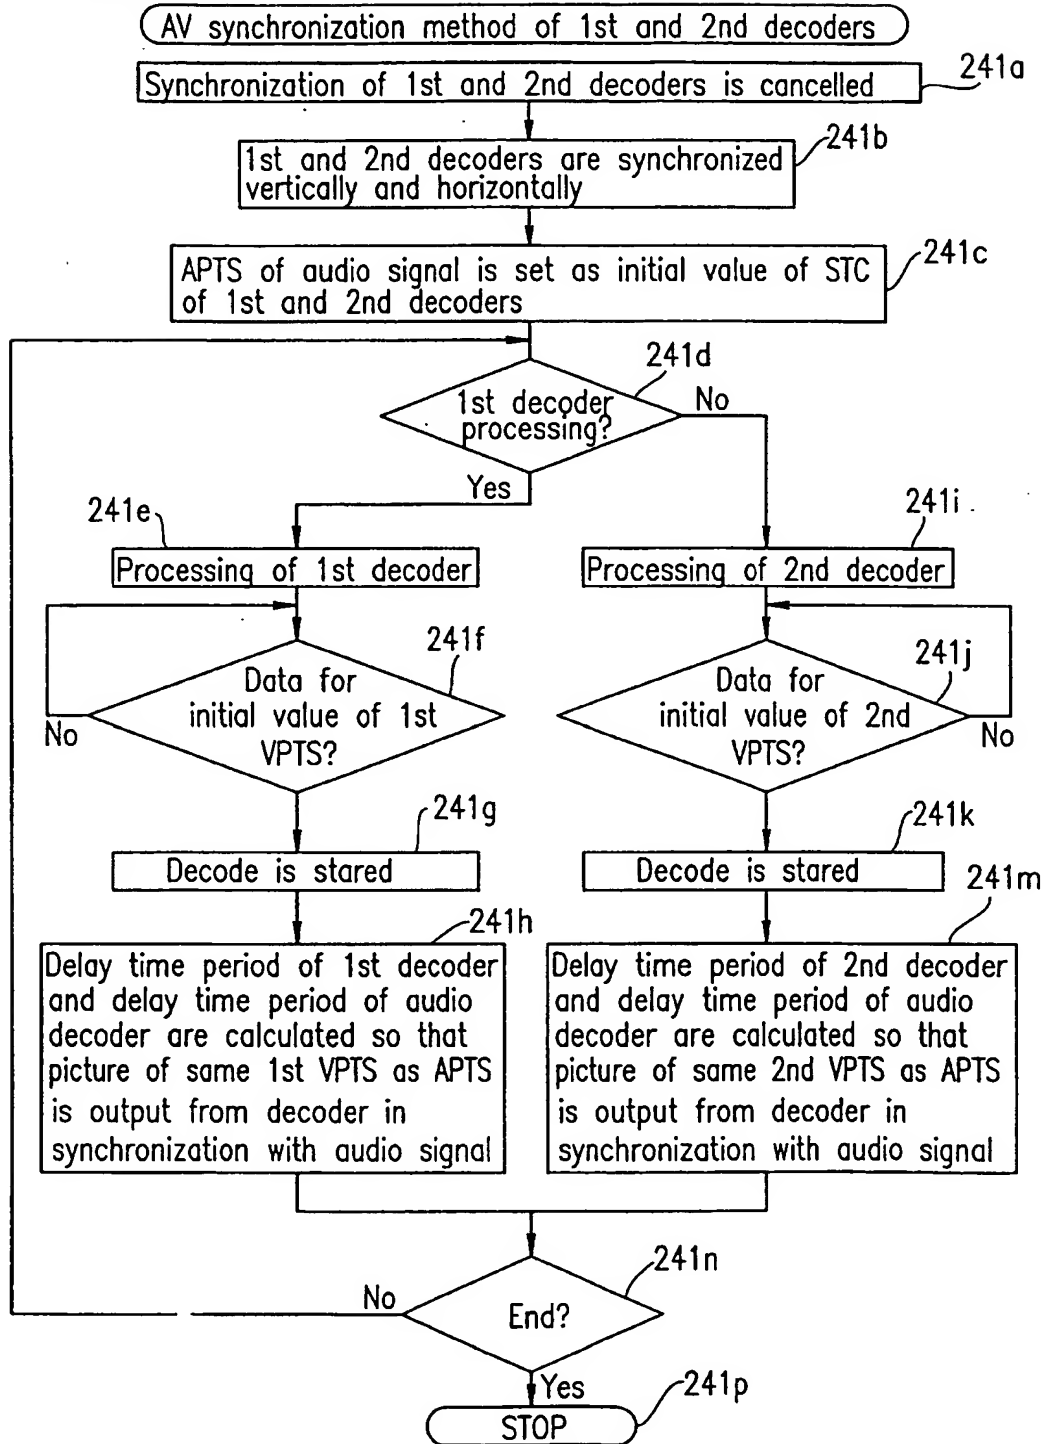 AV synchronization method of 1st and 2nd decoders
241a
Synchronization of 1st and 2nd decoders is cancelled
241b
1st and 2nd decoders are synchronized
vertically and horizontally
241c
APTS of audio signal is set as initial value of STC
of 1st and 2nd decoders
241d
1st decoder
processing?
No
Yes
241e
241i
Processing of 1st decoder
Processing of 2nd decoder
241f
Data for
initial value of 1st
VPTS?
No
241j
Data for
initial value of 2nd
VPTS?
No
241g
Decode is stared
241k
Decode is stared
241h
Delay time period of 1st decoder
and delay time period of audio
decoder are calculated so that
picture of same 1st VPTS as APTS
is output from decoder in
synchronization with audio signal
241m
Delay time period of 2nd decoder
and delay time period of audio
decoder are calculated so that
picture of same 2nd VPTS as APTS
is output from decoder in
synchronization with audio signal
241n
No
End?
Yes
241p
STOP